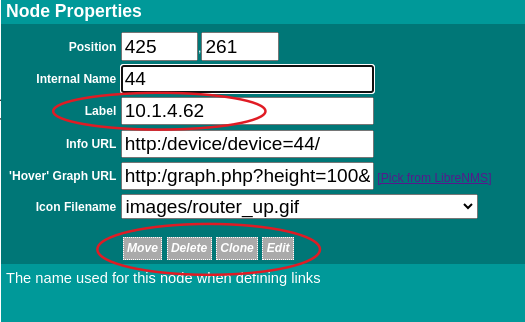 Node Properties
Position 425 , 261
Internal Name 44
Label 10.1.4.62
Info URL http:/device/device=44/
'Hover' Graph URL http:/graph.php?height=100& [Pick from LibreNMS]
Icon Filename images/router_up.gif
Move Delete Clone Edit
The name used for this node when defining links